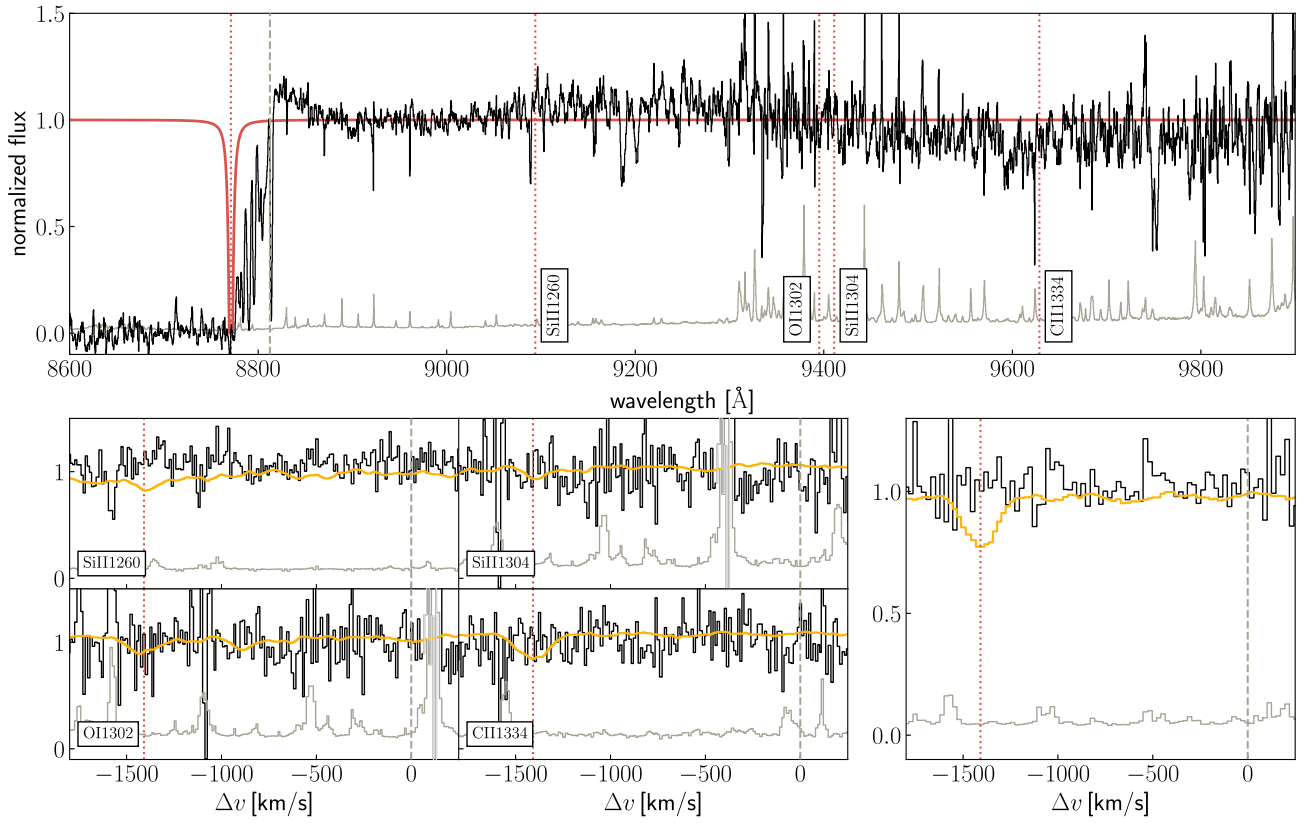 1.5
1.0
0.5
0.0
normalized flux
SiII1260
OI1302
SiII1304
CII1334
8600 8800 9000 9200 9400 9600 9800
wavelength [Å]
1
0
SiII1260
SiII1304
1
0
OI1302
CII1334
−1500 −1000 −500 0
−1500 −1000 −500 0
Δv [km/s]
Δv [km/s]
1.0
0.5
0.0
−1500 −1000 −500 0
Δv [km/s]